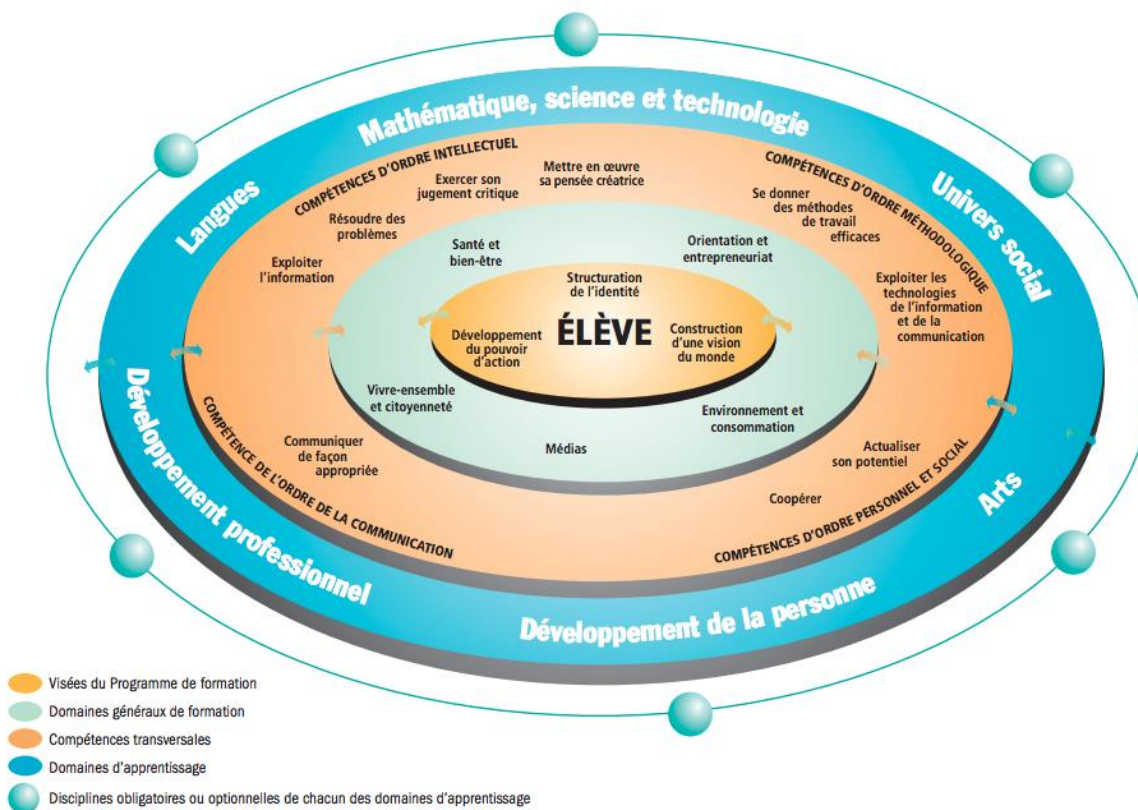 Mathématique, science et technologie
Langues
Univers social
Développement professionnel
Développement de la personne
Arts
COMPÉTENCES D'ORDRE INTELLECTUEL
Exploiter
l'information
Résoudre des
problèmes
Exercer son
jugement critique
Mettre en œuvre
sa pensée créatrice
COMPÉTENCES D'ORDRE MÉTHODOLOGIQUE
Se donner
des méthodes
de travail
efficaces
Exploiter les
technologies
de l'information
et de la
communication
COMPÉTENCE DE L'ORDRE DE LA COMMUNICATION
Communiquer
de façon
appropriée
COMPÉTENCES D'ORDRE PERSONNEL ET SOCIAL
Actualiser
son potentiel
Coopérer
Santé et
bien-être
Orientation et
entrepreneuriat
Vivre-ensemble
et citoyenneté
Médias
Environnement et
consommation
Structuration
de l'identité
ÉLÈVE
Développement
du pouvoir
d'action
Construction
d'une vision
du monde
Visées du Programme de formation
Domaines généraux de formation
Compétences transversales
Domaines d'apprentissage
Disciplines obligatoires ou optionnelles de chacun des domaines d'apprentissage